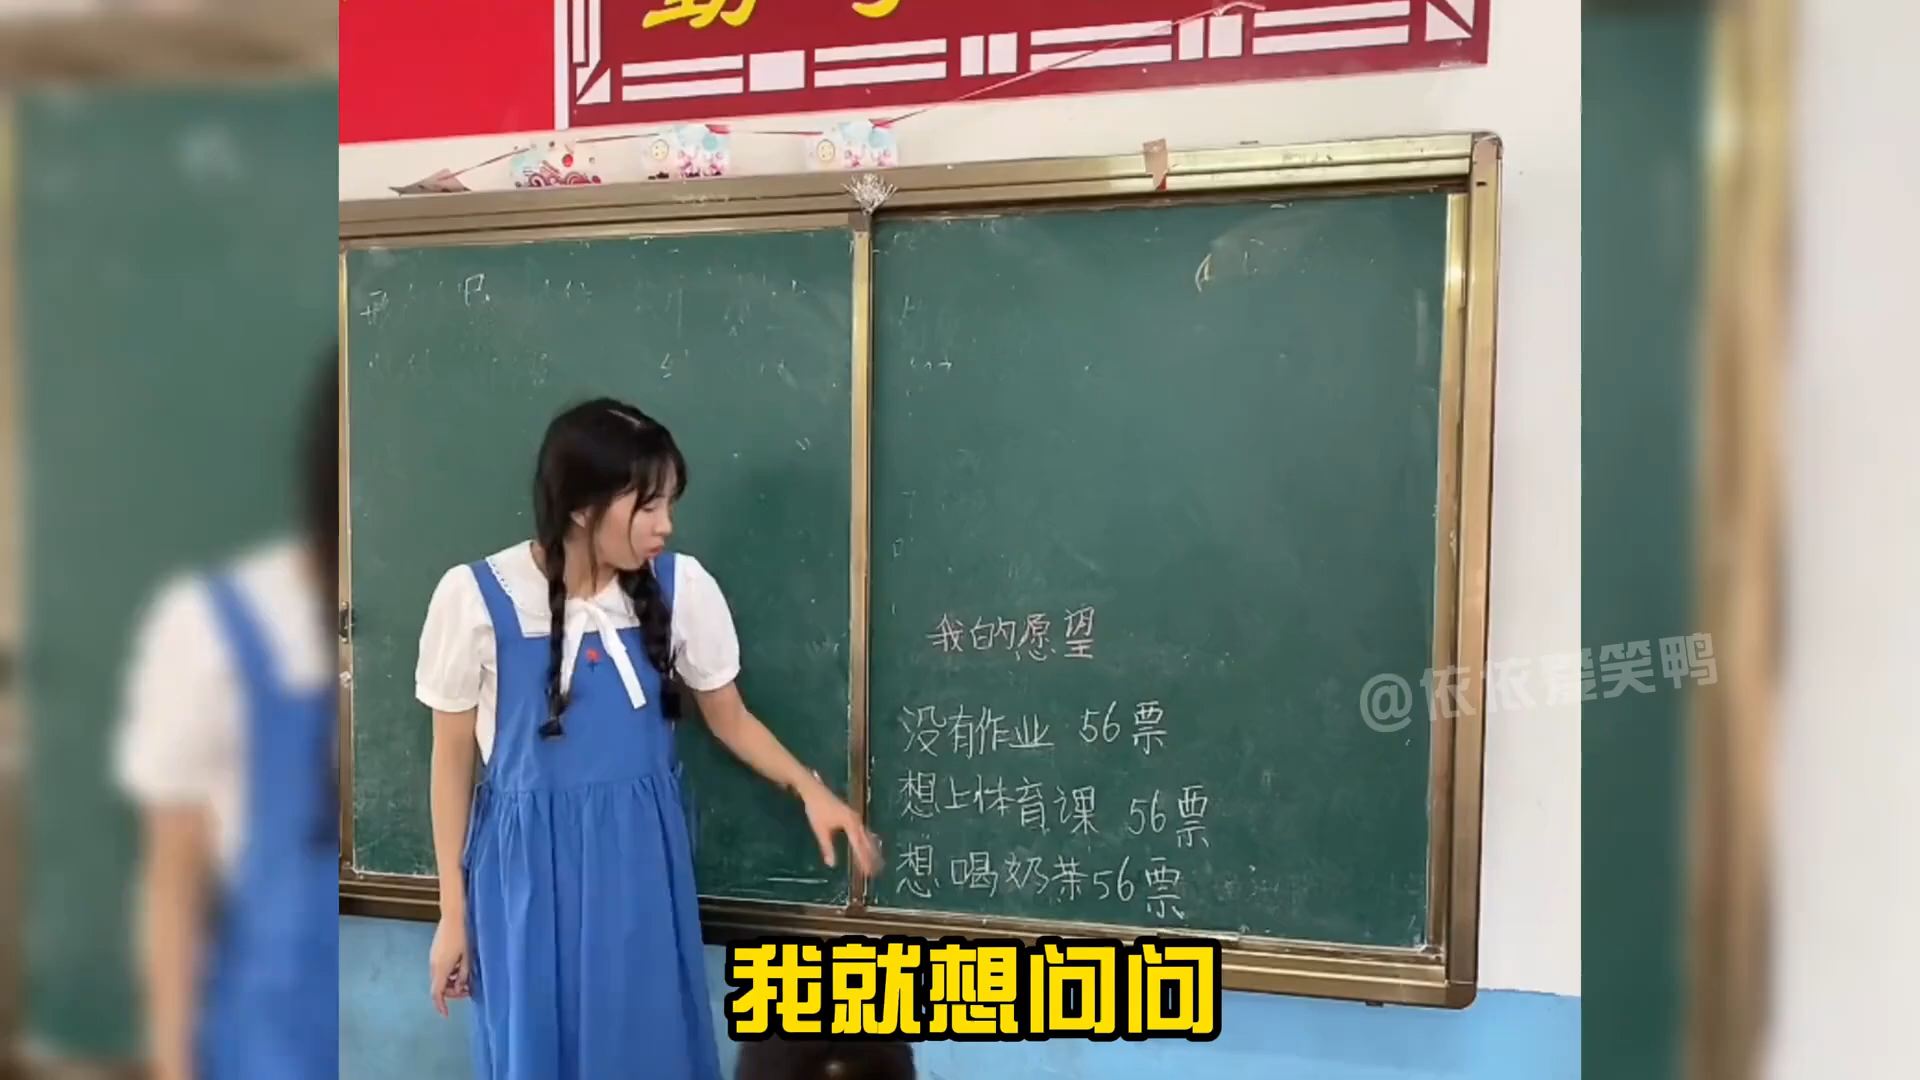 我的愿望
没有作业 56票
想上体育课 56票
想喝奶茶56票
@依依爱笑鸭
我就想问问